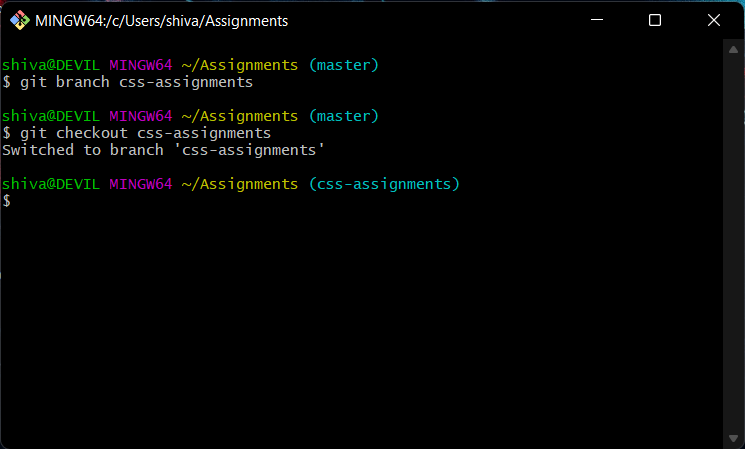 MINGW64:/c/Users/shiva/Assignments
shiva@DEVIL MINGW64 ~/Assignments (master)
$ git branch css-assignments
shiva@DEVIL MINGW64 ~/Assignments (master)
$ git checkout css-assignments
Switched to branch 'css-assignments'
shiva@DEVIL MINGW64 ~/Assignments (css-assignments)
$